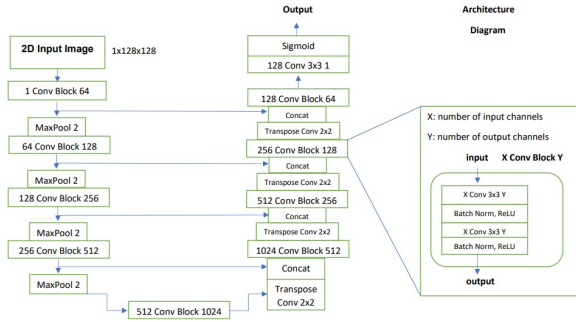 Output
Architecture
Diagram
2D Input Image
1x128x128
Sigmoid
128 Conv 3x3 1
1 Conv Block 64
128 Conv Block 64
Concat
Transpose Conv 2x2
MaxPool 2
64 Conv Block 128
256 Conv Block 128
Concat
Transpose Conv 2x2
MaxPool 2
128 Conv Block 256
512 Conv Block 256
Concat
Transpose Conv 2x2
MaxPool 2
256 Conv Block 512
1024 Conv Block 512
Concat
Transpose
Conv 2x2
MaxPool 2
512 Conv Block 1024
X: number of input channels
Y: number of output channels
input X Conv Block Y
X Conv 3x3 Y
Batch Norm, ReLU
X Conv 3x3 Y
Batch Norm, ReLU
output